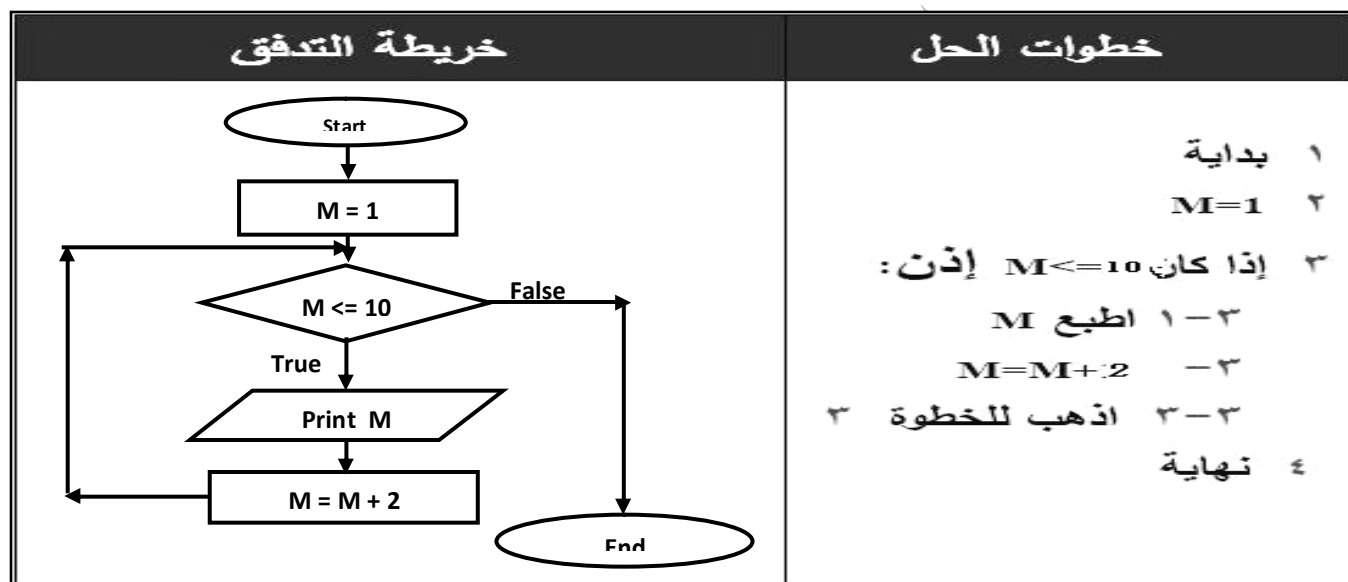 خطوات الحل
١ بداية
٢ M=1
٣ إذا كان M<=10 إذن:
٣-١ اطبع M
٣- M=M+2
٣-٣ اذهب للخطوة ٣
٤ نهاية
خريطة التدفق
Start
M = 1
M <= 10
False
True
Print M
M = M + 2
End